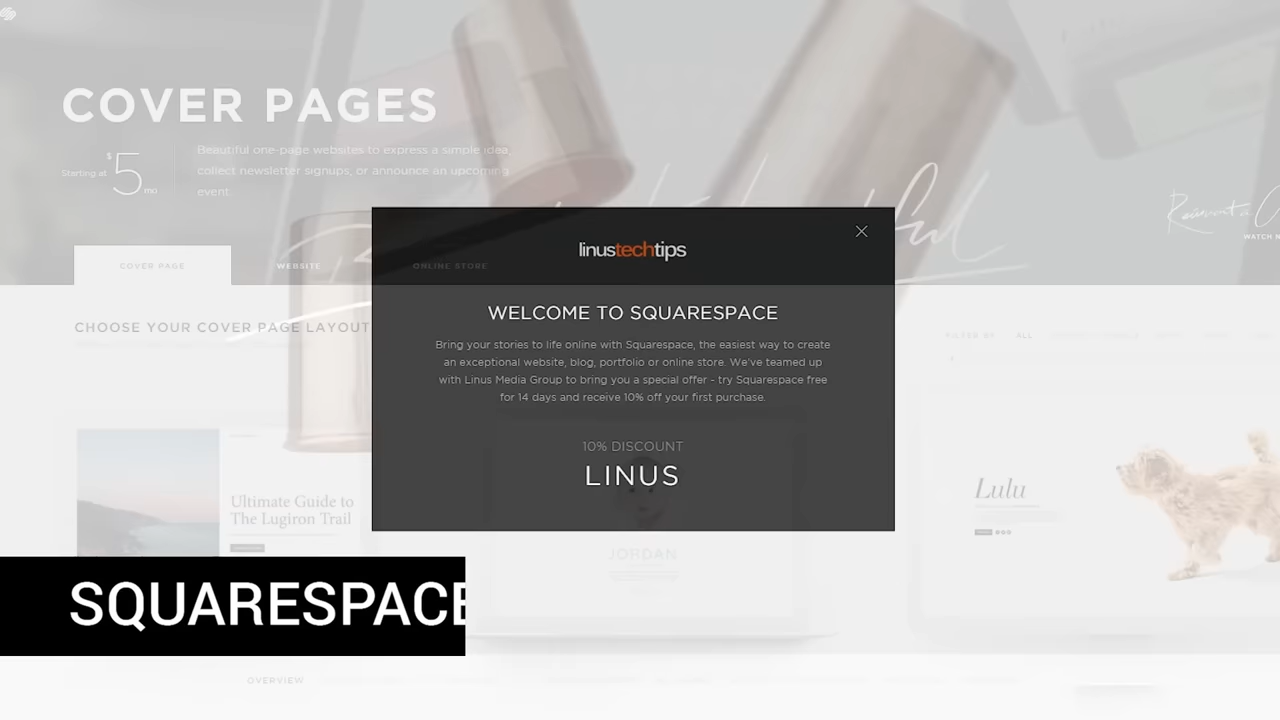 COVER PAGES
Starting at $5 mo
Beautiful one-page websites to express a simple idea,
collect newsletter signups, or announce an upcoming
event.
COVER PAGE
WEBSITE
ONLINE STORE
WATCH
CHOOSE YOUR COVER PAGE LAYOUT
FILTER BY
ALL
linustechtips
WELCOME TO SQUARESPACE
Bring your stories to life online with Squarespace, the easiest way to create
an exceptional website, blog, portfolio or online store. We've teamed up
with Linus Media Group to bring you a special offer - try Squarespace free
for 14 days and receive 10% off your first purchase.
10% DISCOUNT
LINUS
Ultimate Guide to
The Lugiron Trail
JORDAN
Lulu
SQUARESPACE
OVERVIEW